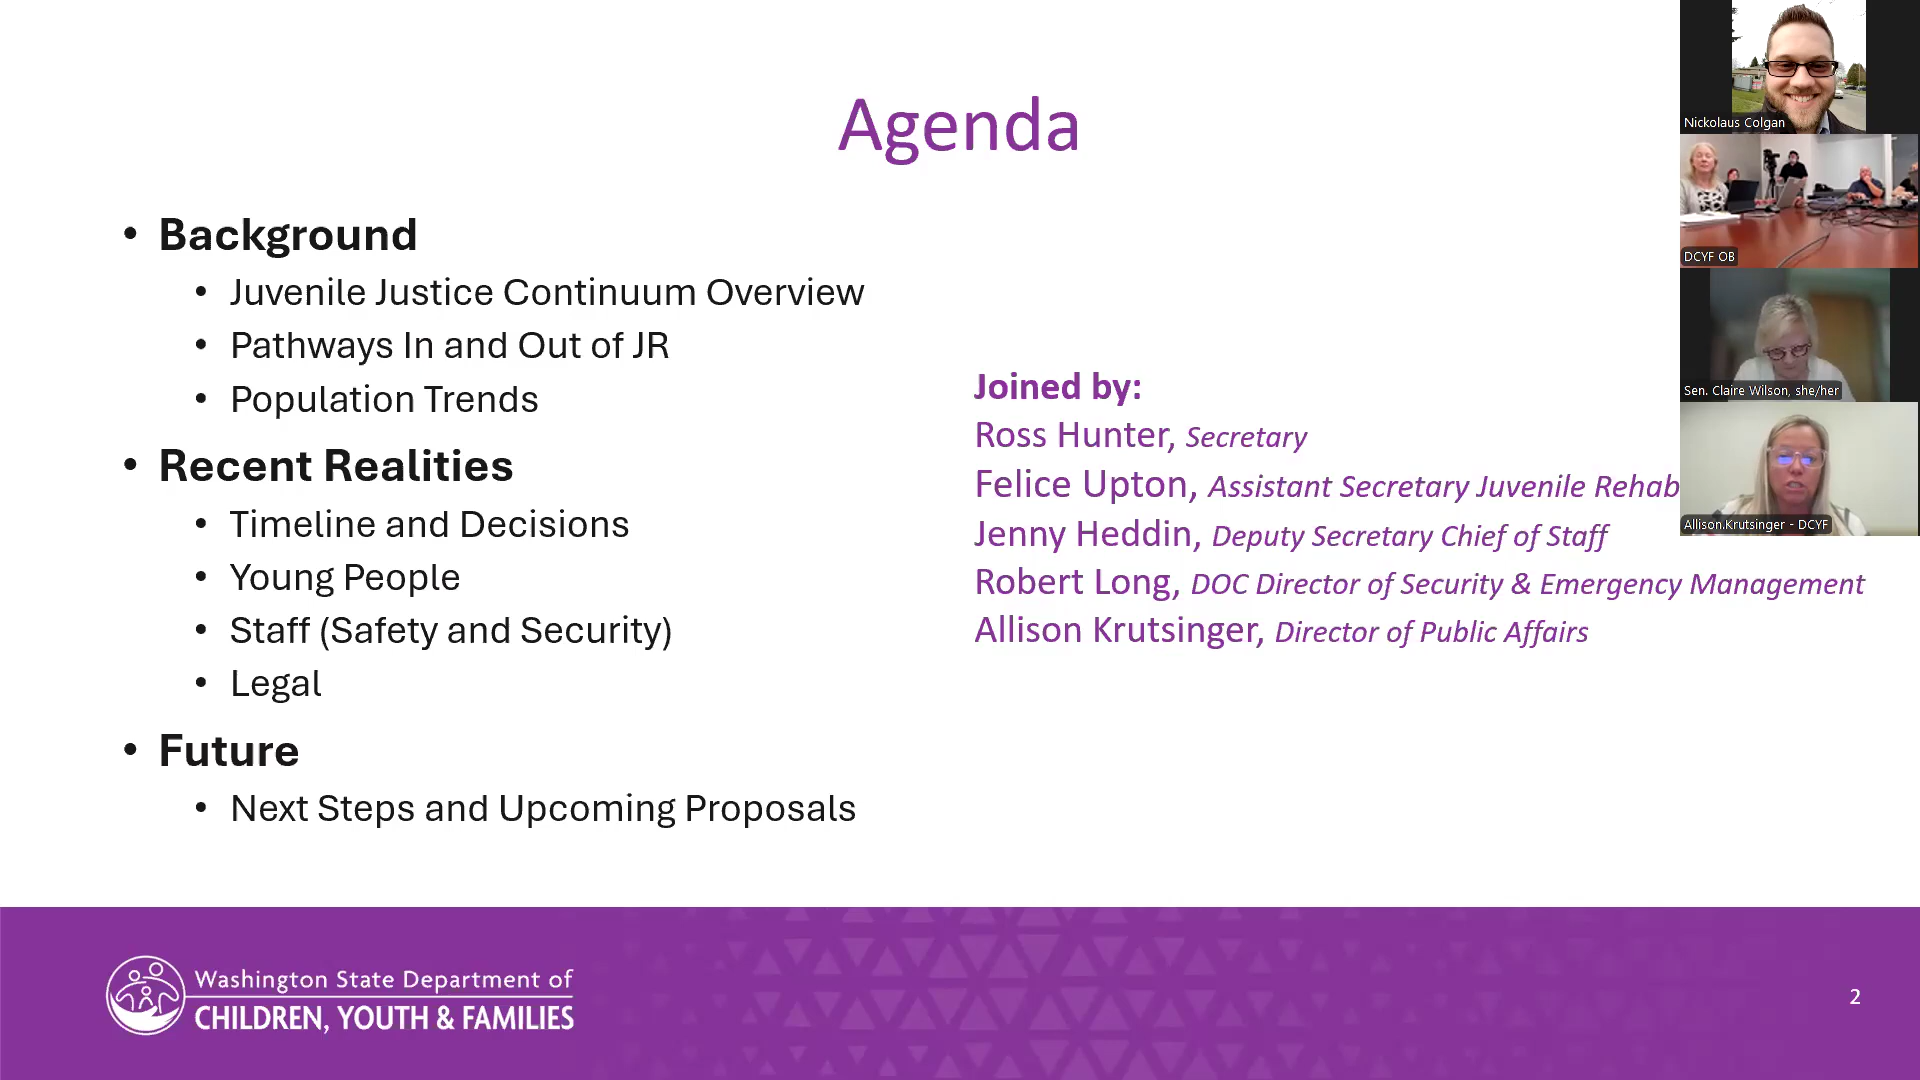 Agenda
• Background
• Juvenile Justice Continuum Overview
• Pathways In and Out of JR
• Population Trends
• Recent Realities
• Timeline and Decisions
• Young People
• Staff (Safety and Security)
• Legal
• Future
• Next Steps and Upcoming Proposals
Joined by:
Ross Hunter, Secretary
Felice Upton, Assistant Secretary Juvenile Rehab
Jenny Heddin, Deputy Secretary Chief of Staff
Robert Long, DOC Director of Security & Emergency Management
Allison Krutsinger, Director of Public Affairs
Nickolaus Colgan
DCYF OB
Sen. Claire Wilson, she/her
Allison.Krutsinger - DCYF
Washington State Department of
CHILDREN, YOUTH & FAMILIES
2